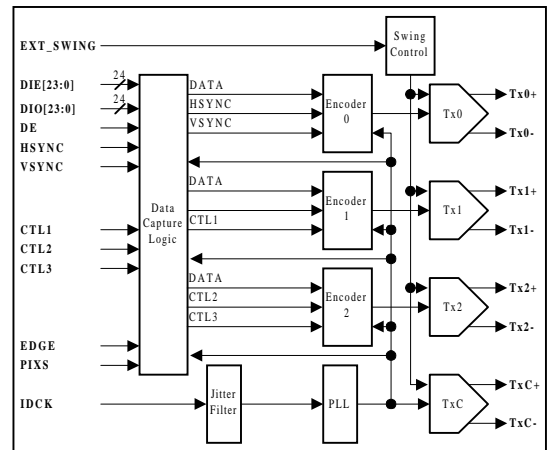 EXT_SWING
Swing
Control
DIE[23:0]
24
DIO[23:0]
24
DE
HSYNC
VSYNC
DATA
HSYNC
VSYNC
Encoder
0
Tx0
Tx0+
Tx0-
Data
Capture
Logic
DATA
CTL1
Encoder
1
Tx1
Tx1+
Tx1-
CTL1
CTL2
CTL3
DATA
CTL2
CTL3
Encoder
2
Tx2
Tx2+
Tx2-
EDGE
PIXS
IDCK
Jitter
Filter
PLL
TxC
TxC+
TxC-